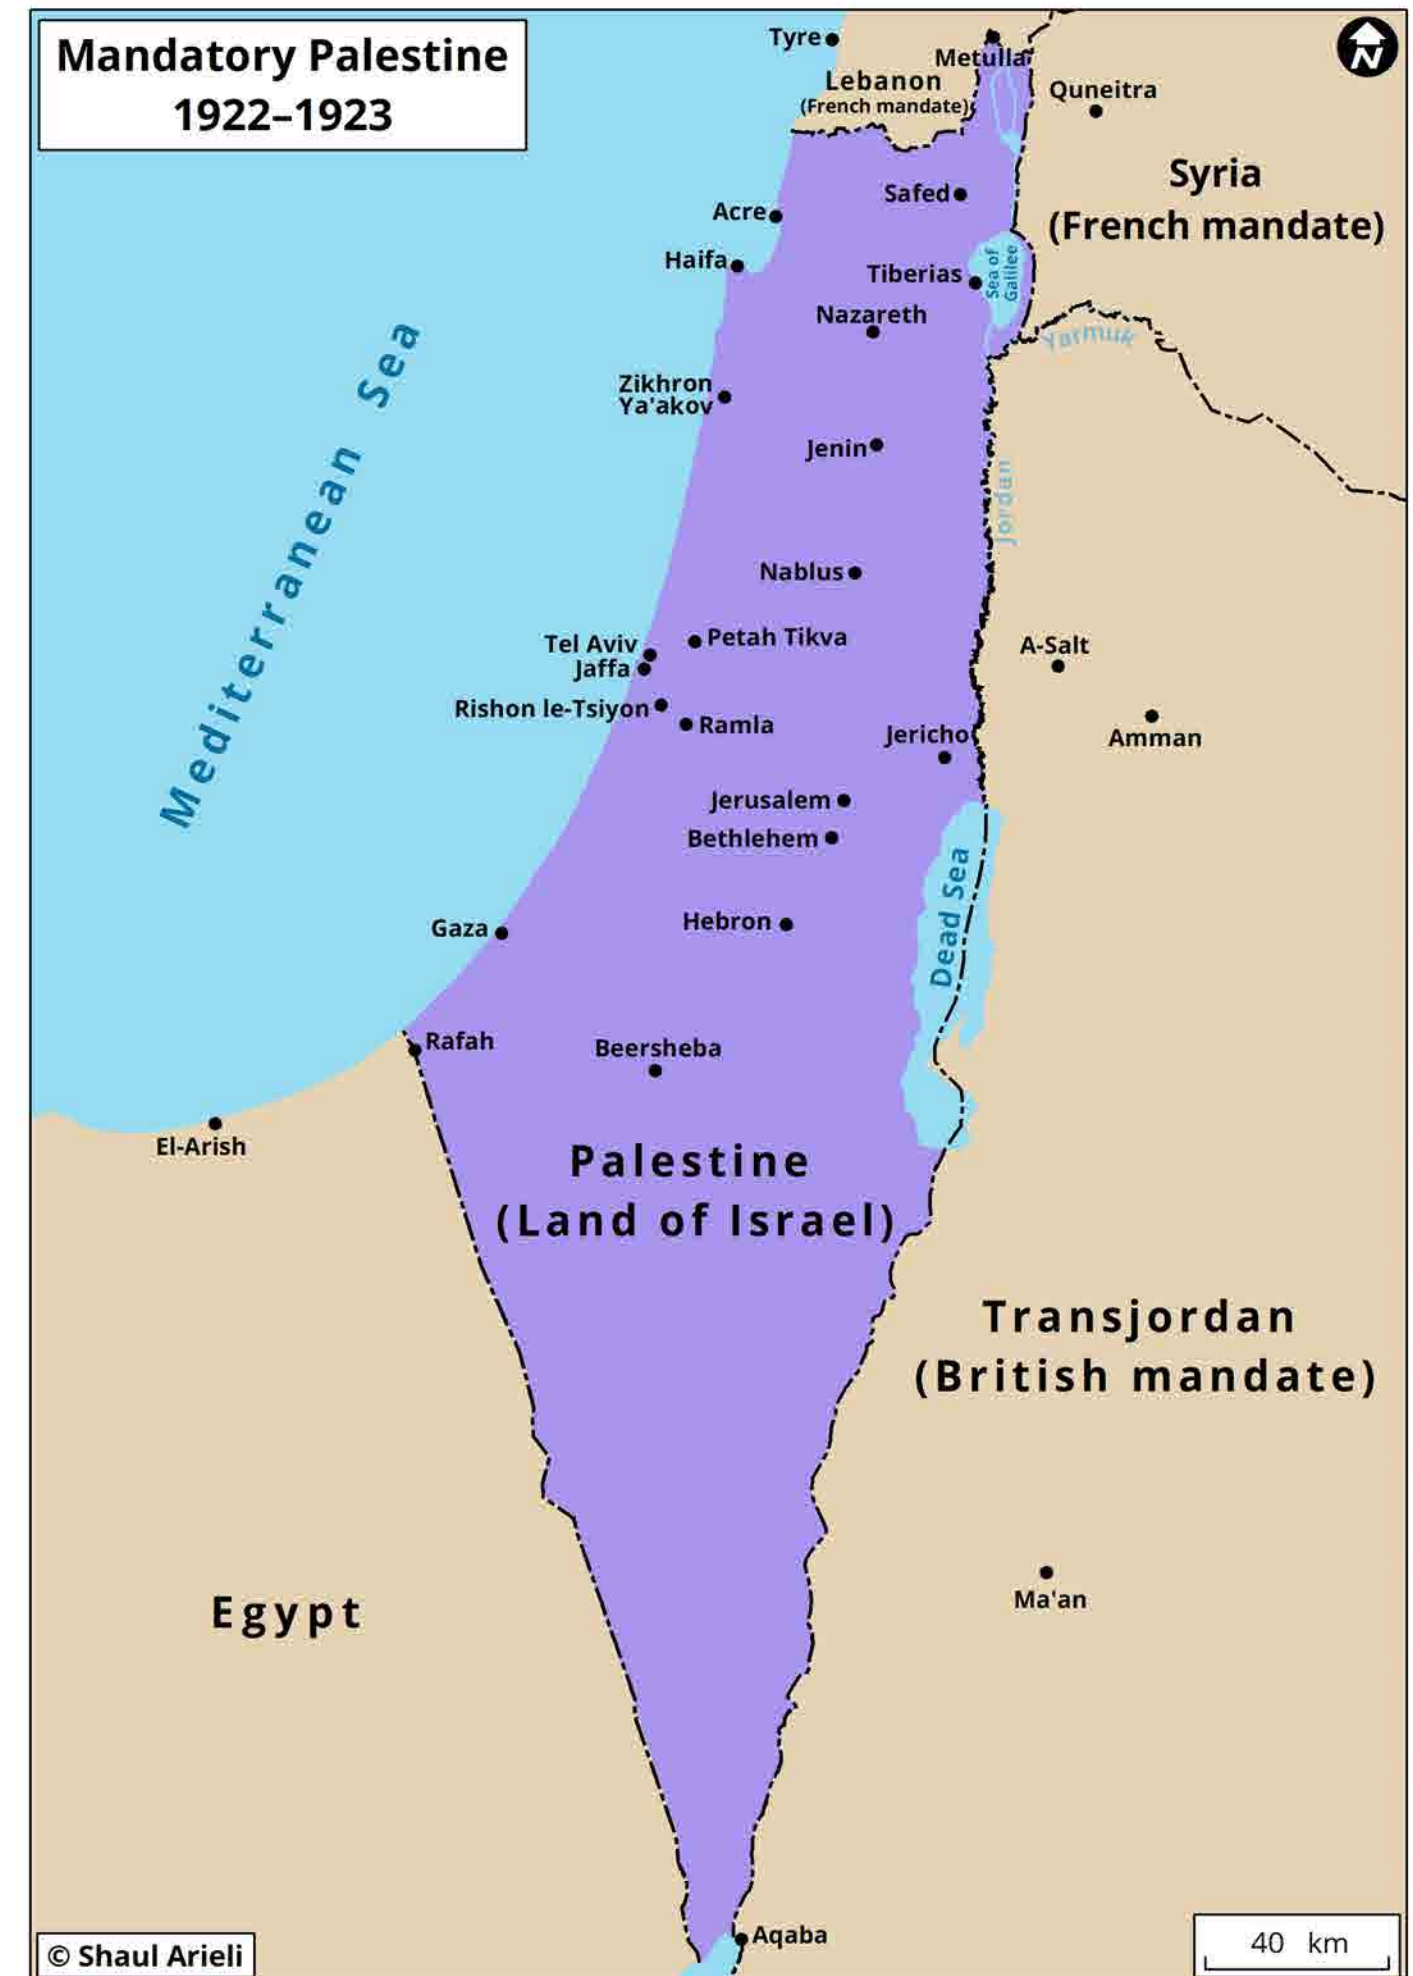 Mandatory Palestine
1922–1923
N
Tyre
Metulla
Lebanon
(French mandate)
Quneitra
Syria
(French mandate)
Safed
Acre
Haifa
Tiberias
Sea of
Galilee
Nazareth
Yarmuk
Mediterranean Sea
Zikhron
Ya'akov
Jenin
Jordan
Nablus
Petah Tikva
Tel Aviv
Jaffa
A-Salt
Rishon le-Tsiyon
Ramla
Jericho
Amman
Jerusalem
Bethlehem
Dead Sea
Hebron
Gaza
Rafah
Beersheba
El-Arish
Palestine
(Land of Israel)
Transjordan
(British mandate)
Egypt
Ma'an
Aqaba
40 km
© Shaul Arieli